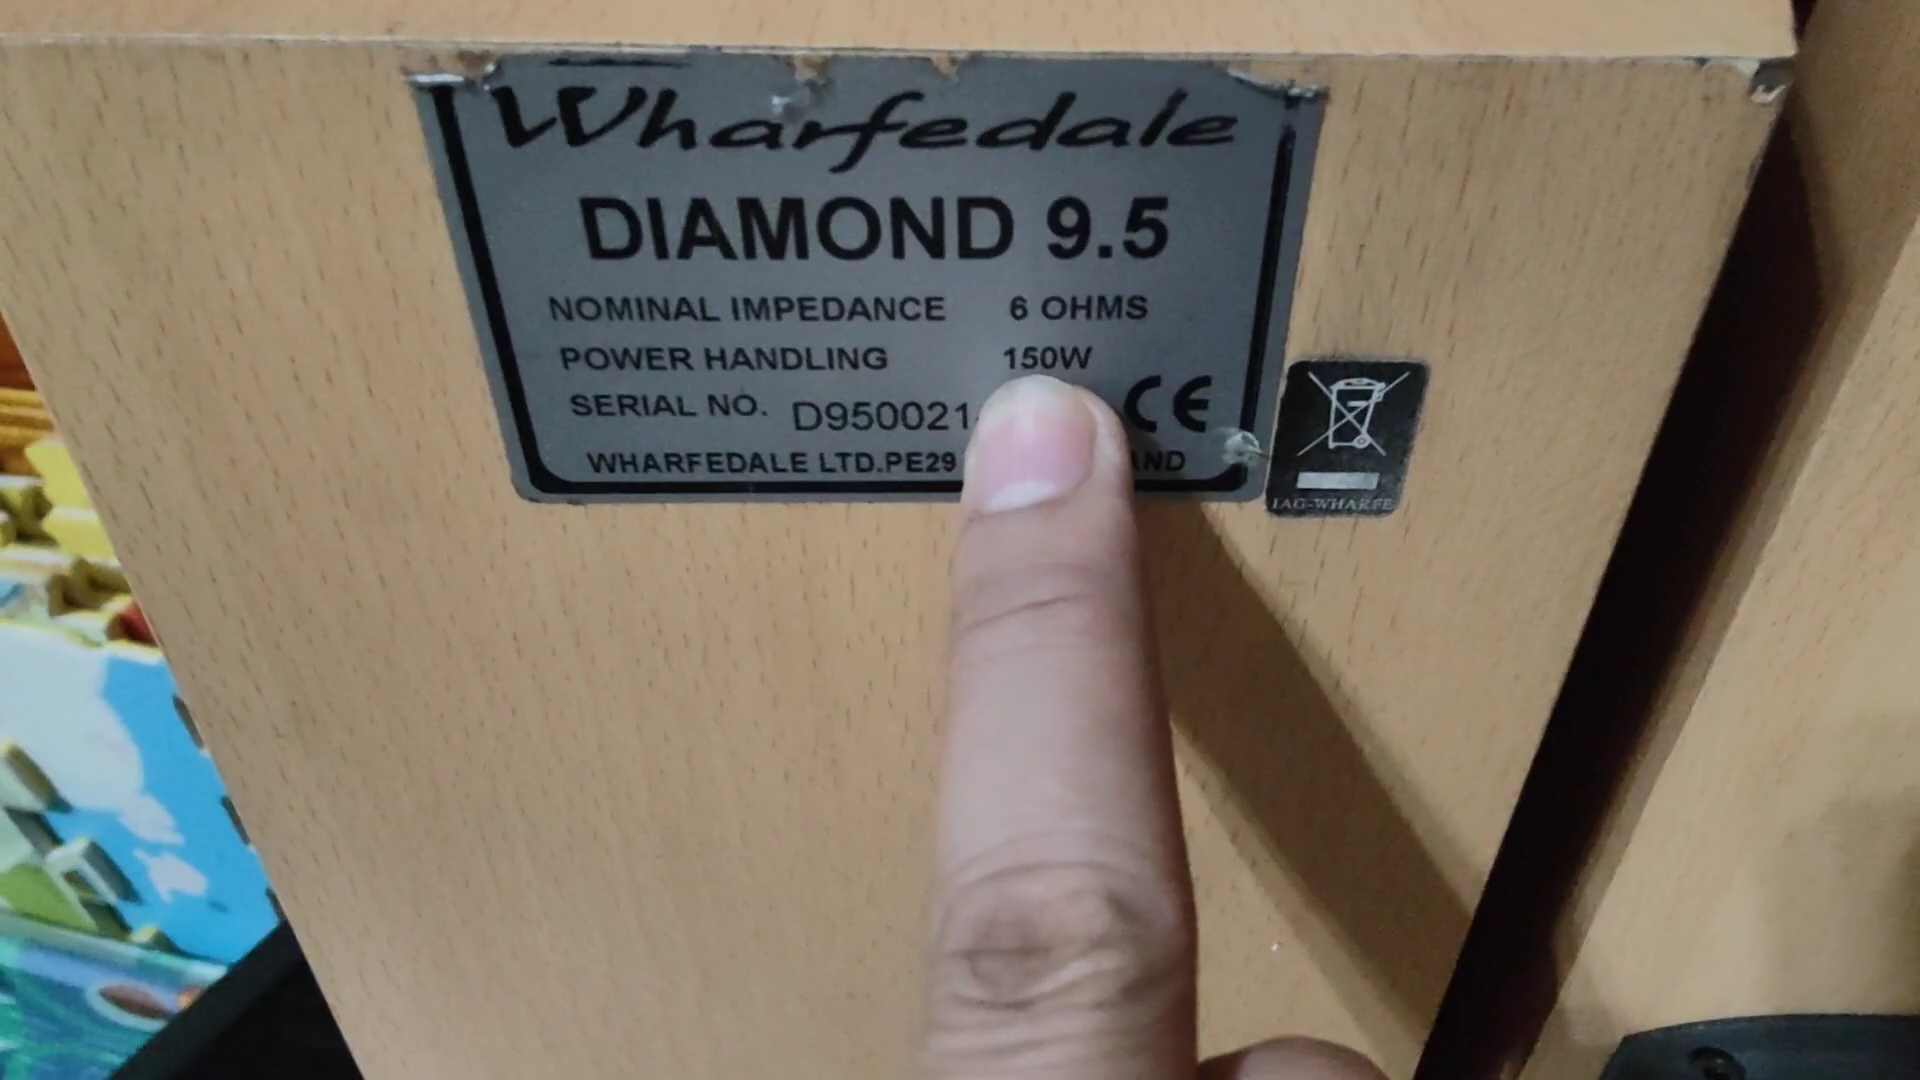 Wharfedale
DIAMOND 9.5
NOMINAL IMPEDANCE 6 OHMS
POWER HANDLING 150W
SERIAL NO. D950021
CE
WHARFEDALE LTD.PE29
IAG-WHARFE